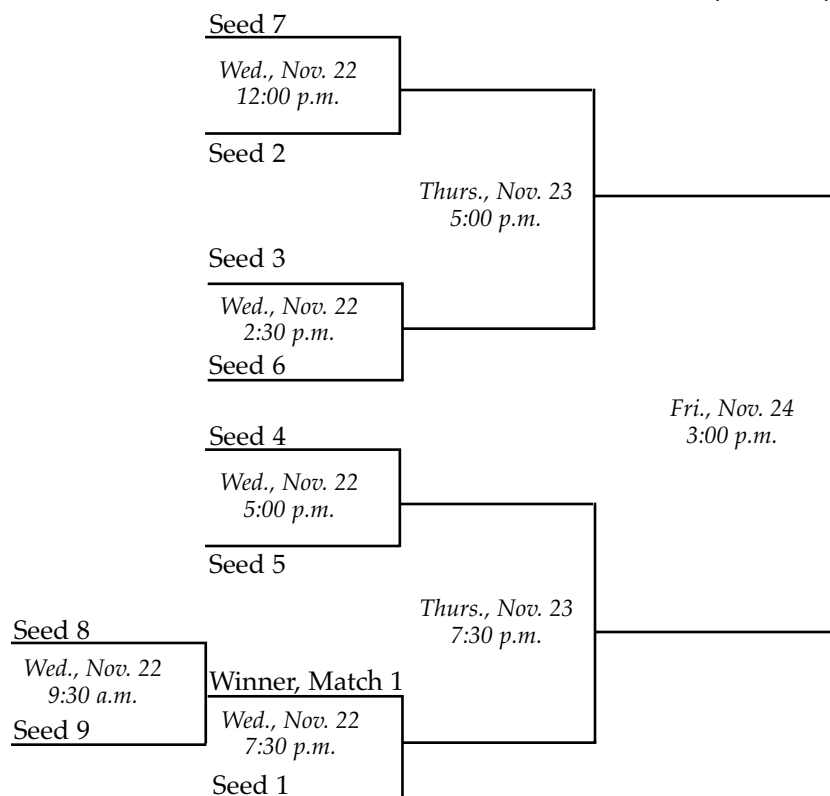 Seed 7
Wed., Nov. 22
12:00 p.m.
Seed 2
Thurs., Nov. 23
5:00 p.m.
Seed 3
Wed., Nov. 22
2:30 p.m.
Seed 6
Fri., Nov. 24
3:00 p.m.
Seed 4
Wed., Nov. 22
5:00 p.m.
Seed 5
Thurs., Nov. 23
7:30 p.m.
Seed 8
Wed., Nov. 22
9:30 a.m.
Seed 9
Winner, Match 1
Wed., Nov. 22
7:30 p.m.
Seed 1